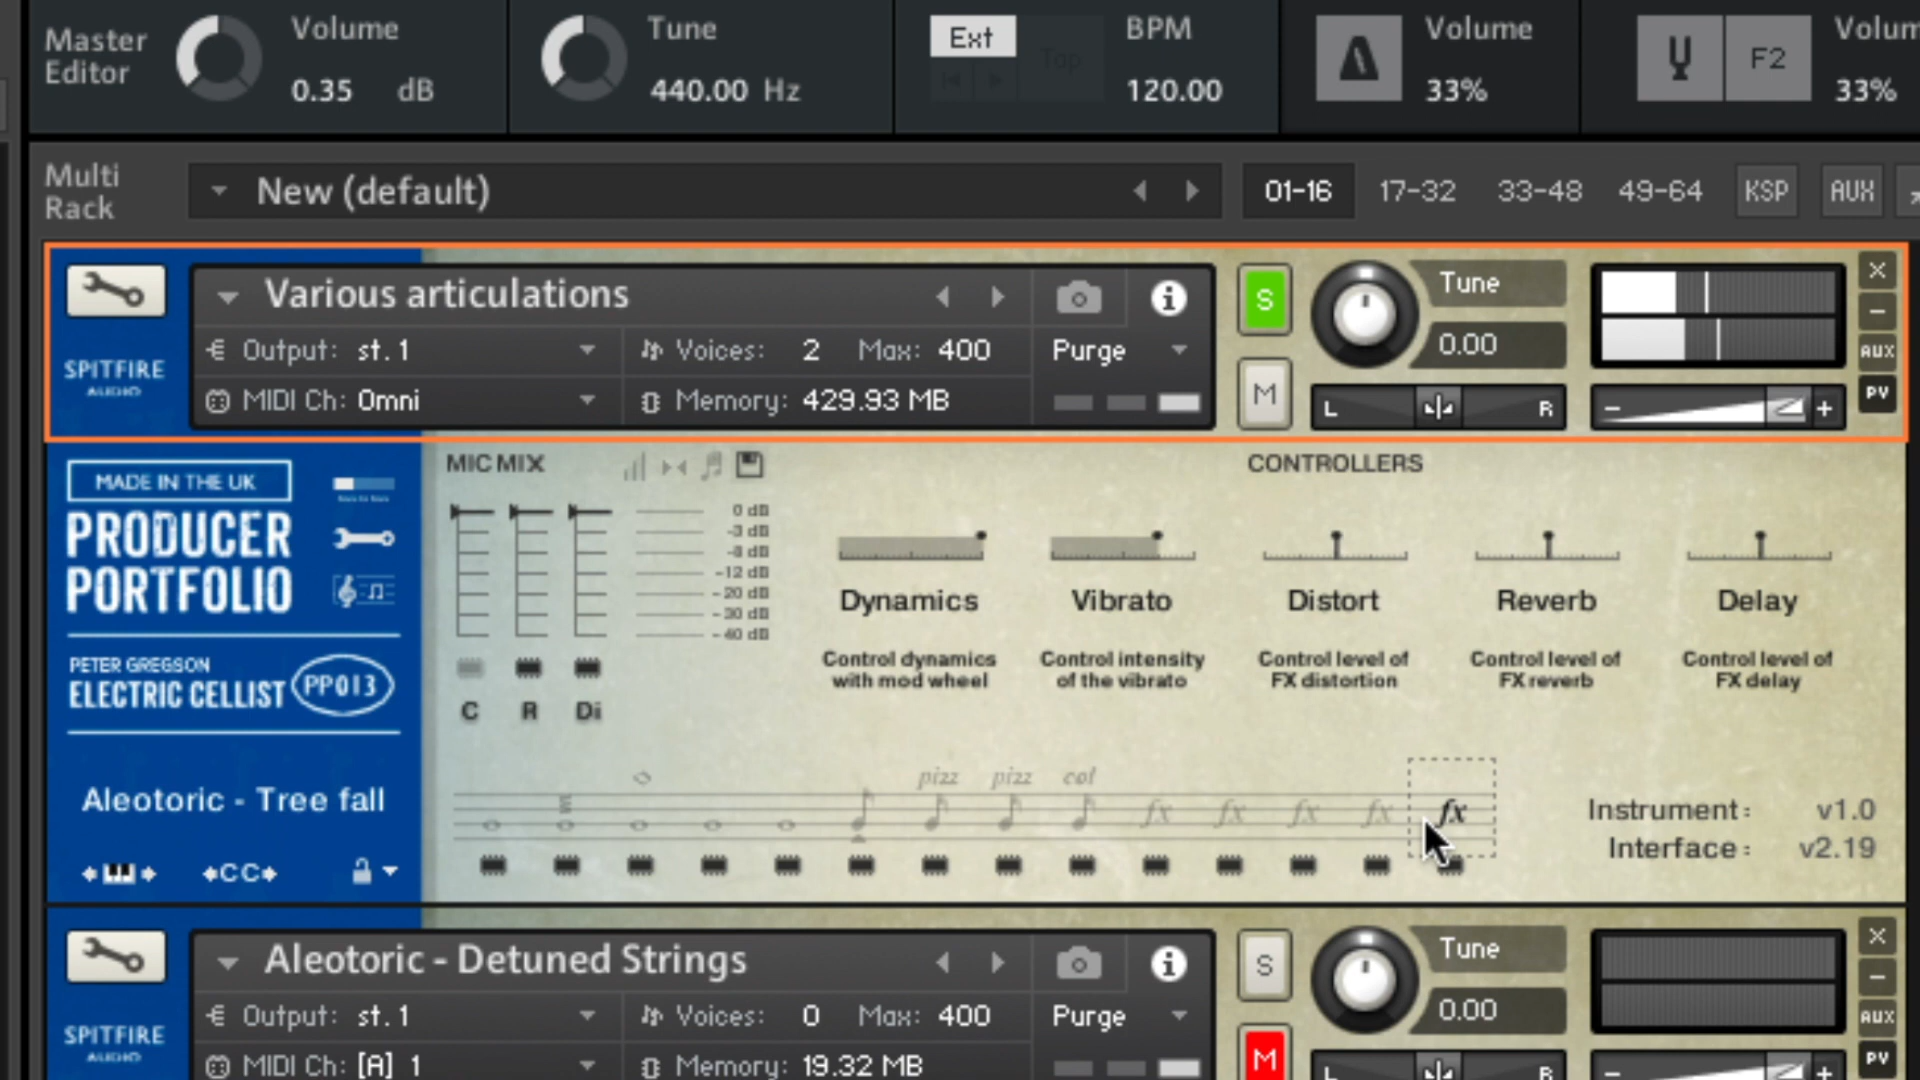 Master Editor
Volume
0.35 dB
Tune
440.00 Hz
Ext
Tap
BPM
120.00
Volume
33%
F2
Volum
33%
Multi Rack
New (default)
01-16 17-32 33-48 49-64 KSP AUX
Various articulations
Output: st. 1
Voices: 2 Max: 400
Purge
MIDI Ch: Omni
Memory: 429.93 MB
S
M
Tune
0.00
L R
- +
X
-
AUX
PV
SPITFIRE
AUDIO
MADE IN THE UK
PRODUCER
PORTFOLIO
PETER GREGSON
ELECTRIC CELLIST
PP013
Aleotoric - Tree fall
CC
MIC MIX
0 dB
-3 dB
-8 dB
-12 dB
-20 dB
-30 dB
-40 dB
C R Di
CONTROLLERS
Dynamics Vibrato Distort Reverb Delay
Control dynamics with mod wheel
Control intensity of the vibrato
Control level of FX distortion
Control level of FX reverb
Control level of FX delay
pizz pizz col
fx fx fx fx fx
Instrument: v1.0
Interface: v2.19
Aleotoric - Detuned Strings
Output: st. 1
Voices: 0 Max: 400
Purge
MIDI Ch: [A] 1
Memory: 19.32 MB
S
M
Tune
0.00
L R
- +
X
-
AUX
PV
SPITFIRE
AUDIO